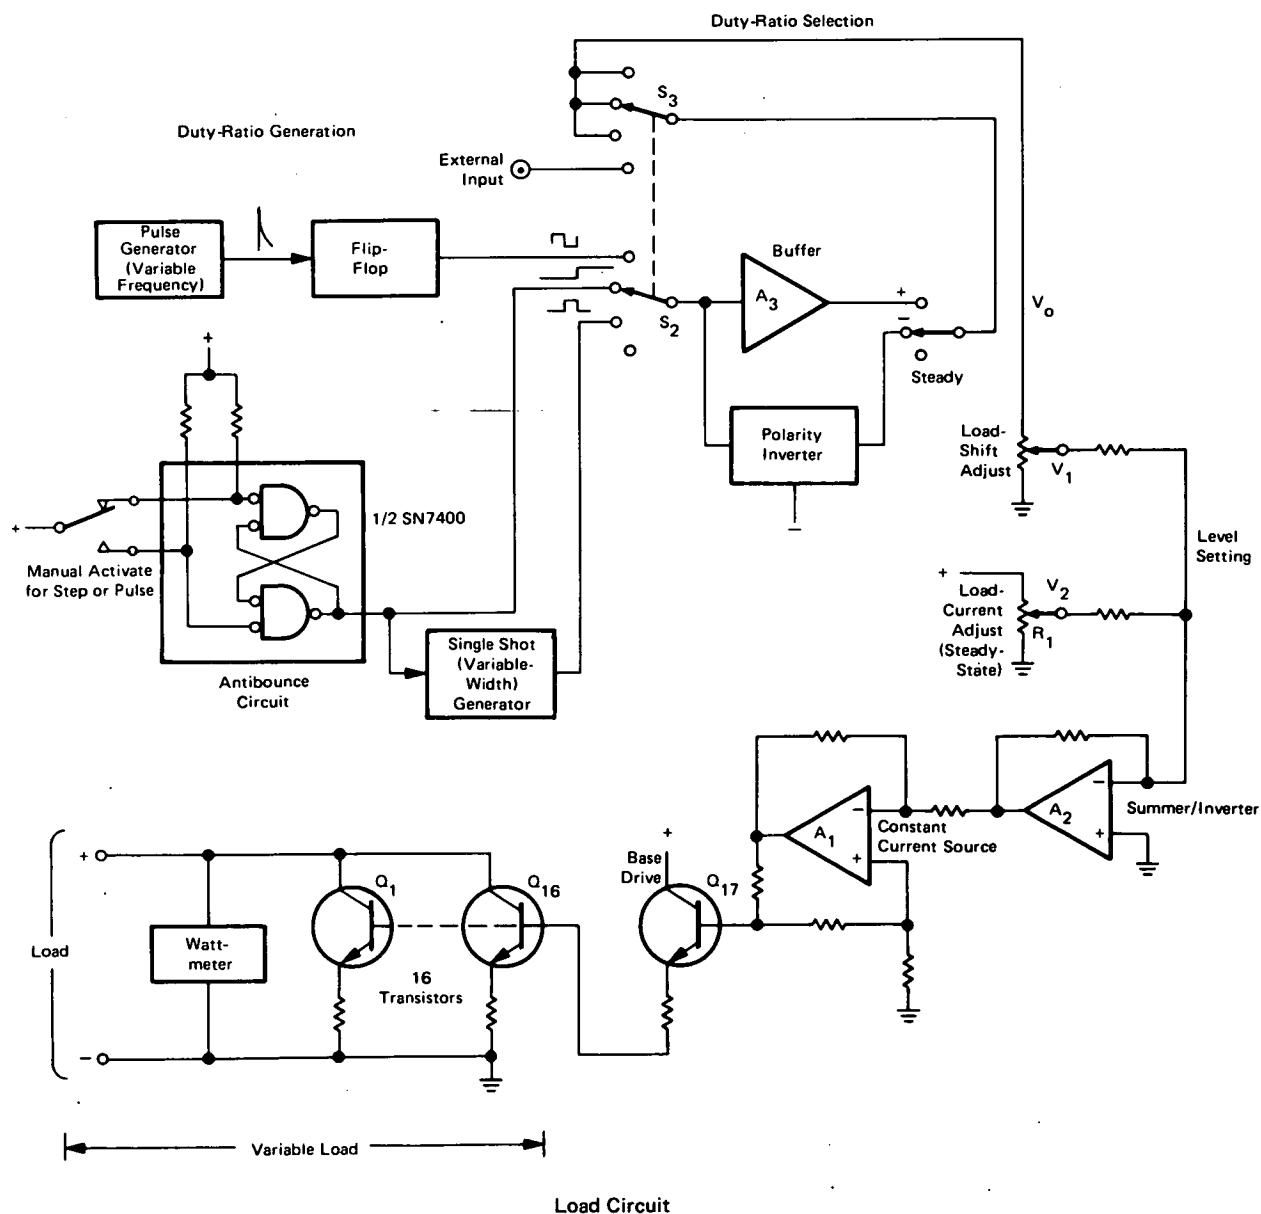 Duty-Ratio Selection
S3
Duty-Ratio Generation
External
Input
Pulse
Generator
(Variable
Frequency)
Flip-
Flop
Buffer
A3
+
S2
−
Vo
Steady
+
Polarity
Inverter
Load-
Shift
Adjust
V1
−
1/2 SN7400
+
Level
Setting
Manual Activate
for Step or Pulse
+
V2
Load-
Current
Adjust
(Steady-
State)
R1
Single Shot
(Variable-
Width)
Generator
Antibounce
Circuit
−
A2
Summer/Inverter
+
−
A1
Constant
Current Source
+
+
Base
Drive
Q17
+
Q1
Q16
Load
Watt-
meter
16
Transistors
−
Variable Load
Load Circuit